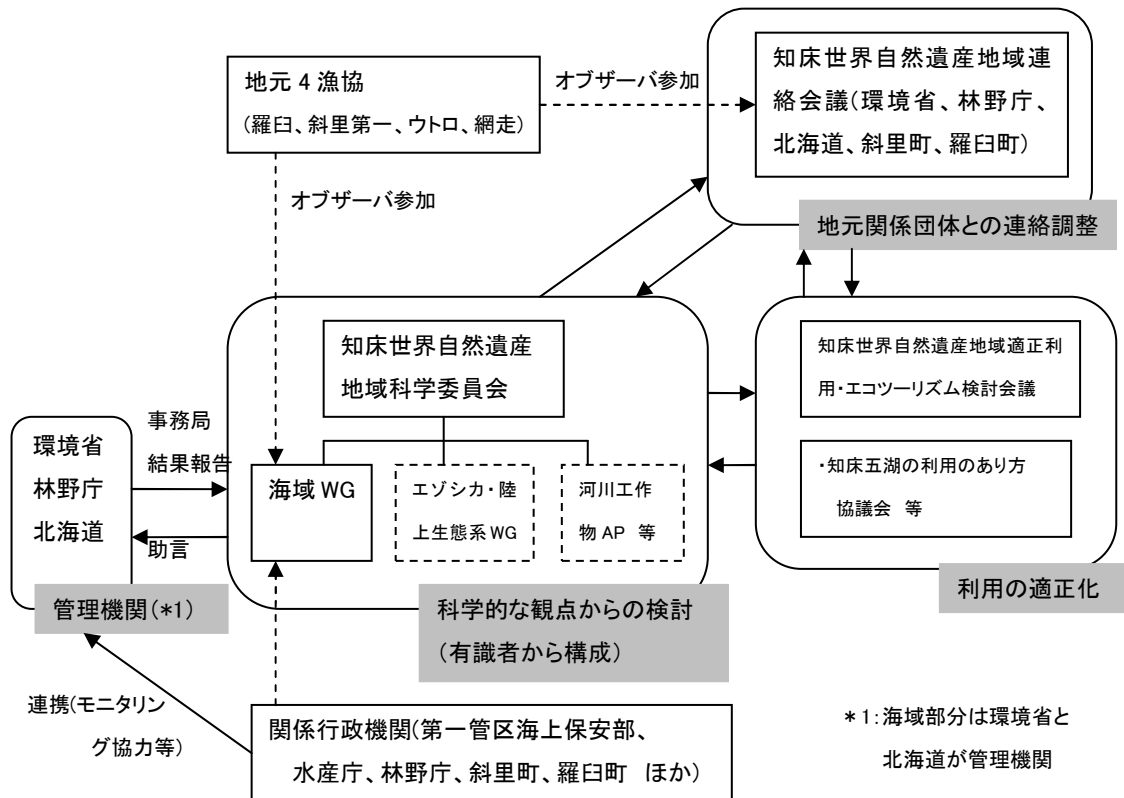 地元 4 漁協
(羅臼、斜里第一、ウトロ、網走)
オブザーバ参加
知床世界自然遺産地域連
絡会議(環境省、林野庁、
北海道、斜里町、羅臼町)
地元関係団体との連絡調整
オブザーバ参加
知床世界自然遺産
地域科学委員会
海域 WG
エゾシカ・陸
上生態系 WG
河川工作
物 AP 等
科学的な観点からの検討
(有識者から構成)
知床世界自然遺産地域適正利
用・エコツーリズム検討会議
・知床五湖の利用のあり方
協議会 等
利用の適正化
環境省
林野庁
北海道
管理機関(*1)
事務局
結果報告
助言
連携(モニタリン
グ協力等)
関係行政機関(第一管区海上保安部、
水産庁、林野庁、斜里町、羅臼町 ほか)
*1:海域部分は環境省と
北海道が管理機関